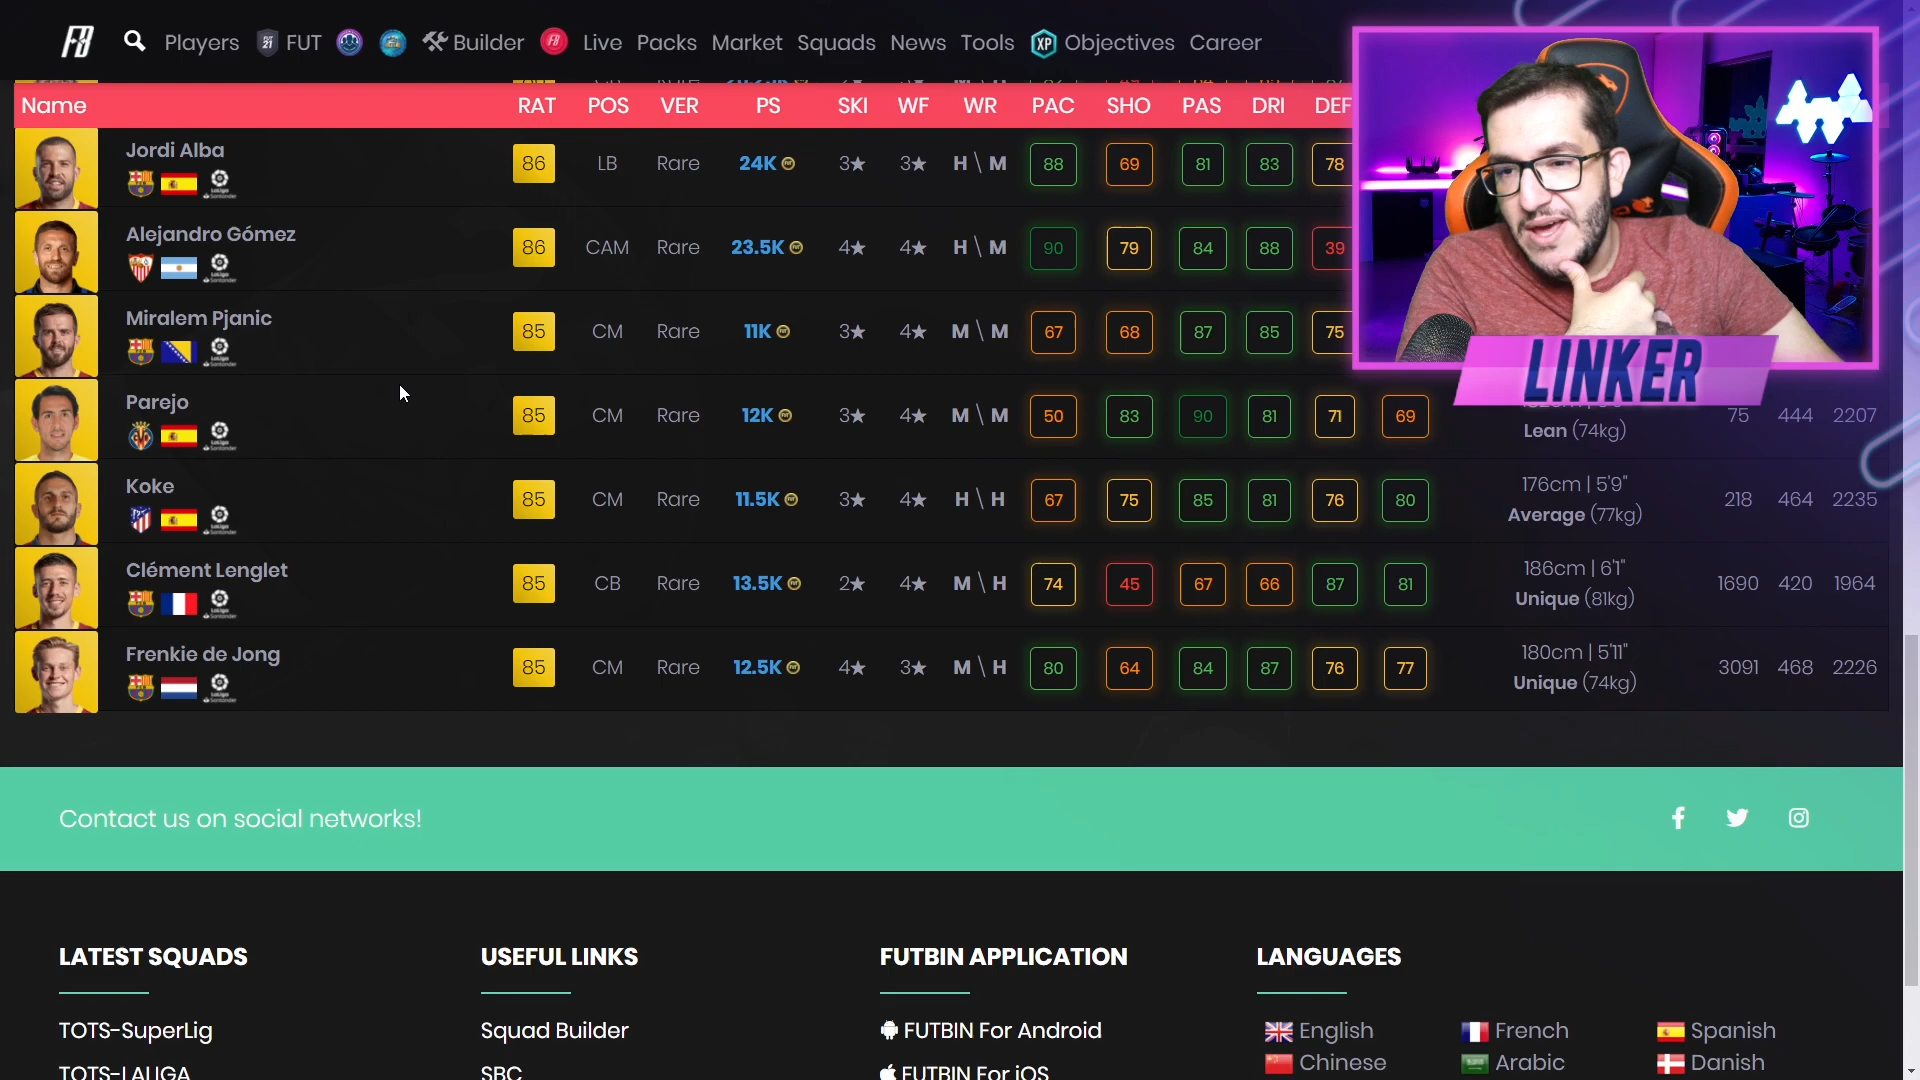 FB Players FUT 21 FUT Builder FB Live Packs Market Squads News Tools XP Objectives Career
Name RAT POS VER PS SKI WF WR PAC SHO PAS DRI DEF
Jordi Alba
86 LB Rare 24K 3★ 3★ H \ M 88 69 81 83 78
Alejandro Gómez
86 CAM Rare 23.5K 4★ 4★ H \ M 90 79 84 88 39
Miralem Pjanic
85 CM Rare 11K 3★ 4★ M \ M 67 68 87 85 75
LINKER
Parejo
85 CM Rare 12K 3★ 4★ M \ M 50 83 90 81 71 69 75 444 2207
Lean (74kg)
Koke
176cm | 5'9"
85 CM Rare 11.5K 3★ 4★ H \ H 67 75 85 81 76 80 218 464 2235
Average (77kg)
Clément Lenglet
186cm | 6'1"
85 CB Rare 13.5K 2★ 4★ M \ H 74 45 67 66 87 81 1690 420 1964
Unique (81kg)
Frenkie de Jong
180cm | 5'11"
85 CM Rare 12.5K 4★ 3★ M \ H 80 64 84 87 76 77 3091 468 2226
Unique (74kg)
Contact us on social networks!
LATEST SQUADS USEFUL LINKS FUTBIN APPLICATION LANGUAGES
TOTS-SuperLig Squad Builder FUTBIN For Android English French Spanish
TOTS-LALIGA SBC FUTBIN For iOS Chinese Arabic Danish